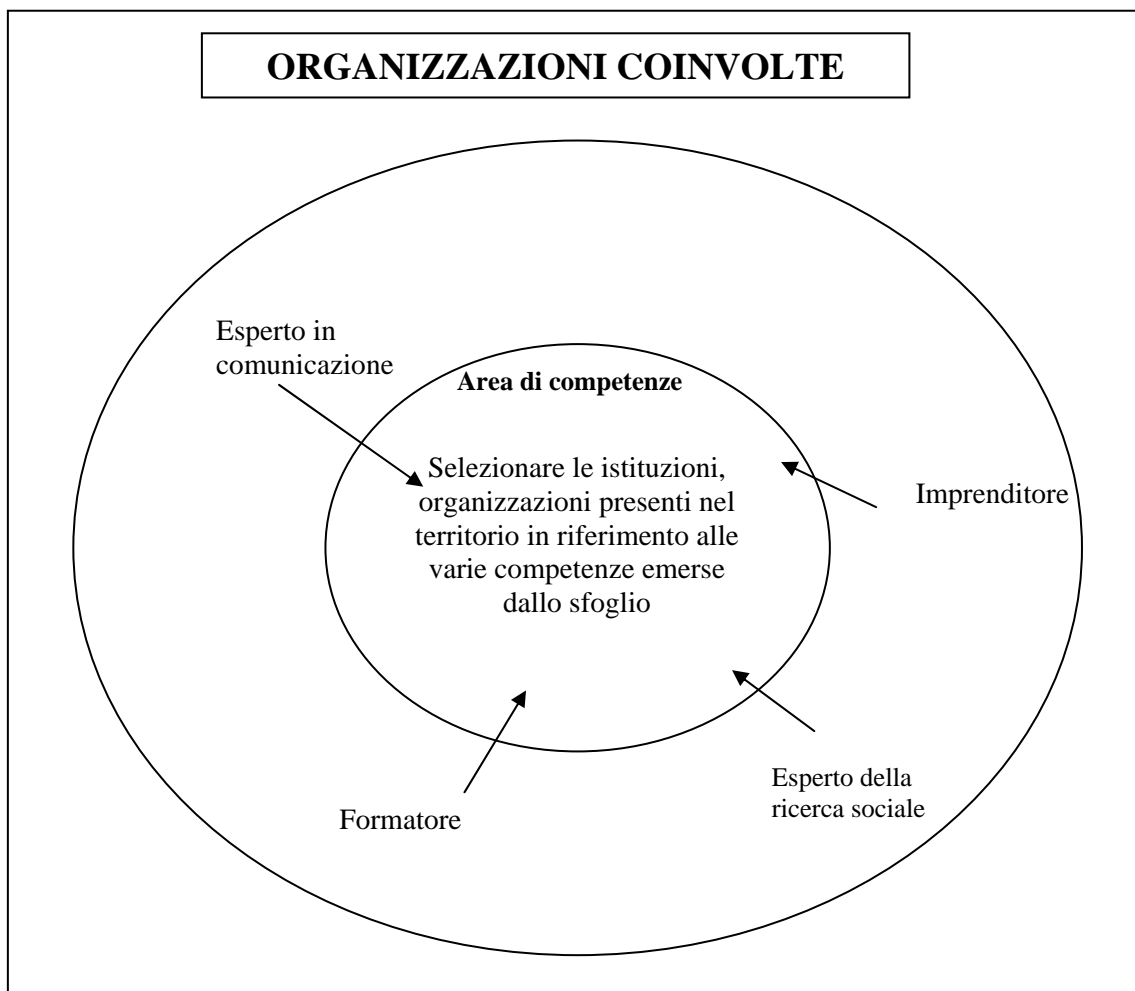 ORGANIZZAZIONI COINVOLTE
Esperto in
comunicazione
Area di competenze
Selezionare le istituzioni,
organizzazioni presenti nel
territorio in riferimento alle
varie competenze emerse
dallo sfoglio
Imprenditore
Formatore
Esperto della
ricerca sociale